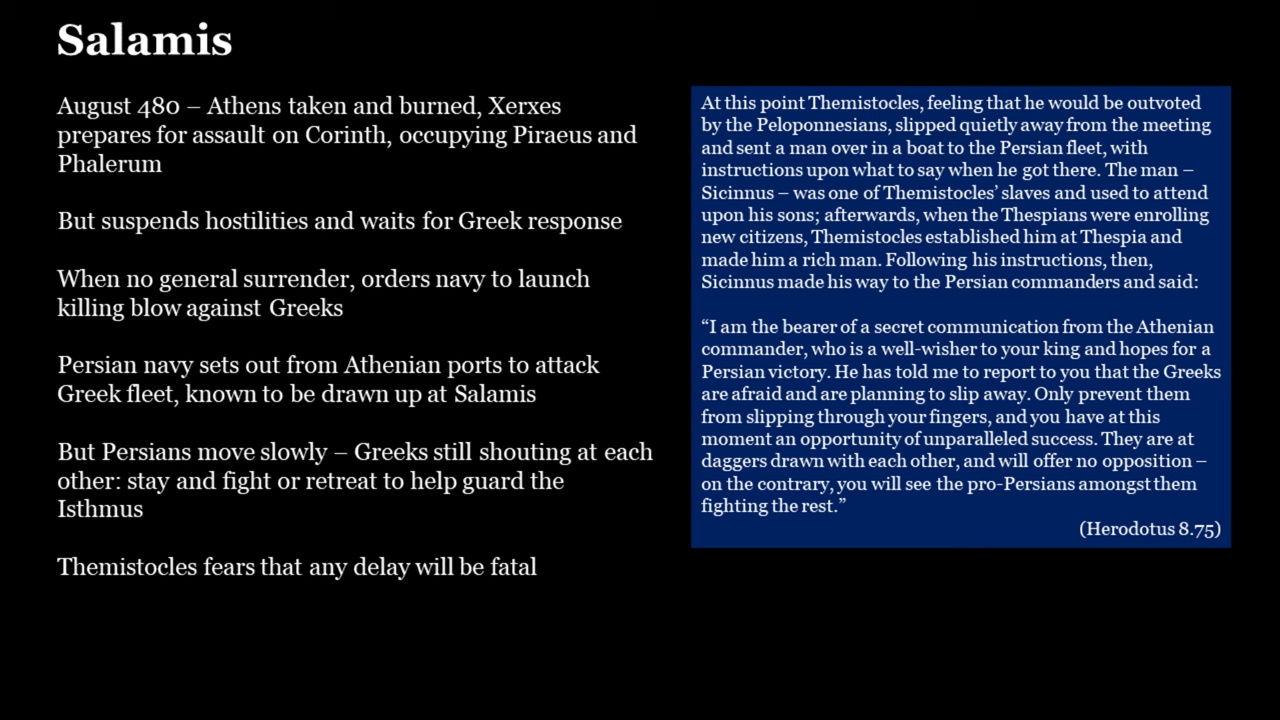 Salamis
August 480 – Athens taken and burned, Xerxes
prepares for assault on Corinth, occupying Piraeus and
Phalerum
But suspends hostilities and waits for Greek response
When no general surrender, orders navy to launch
killing blow against Greeks
Persian navy sets out from Athenian ports to attack
Greek fleet, known to be drawn up at Salamis
But Persians move slowly – Greeks still shouting at each
other: stay and fight or retreat to help guard the
Isthmus
Themistocles fears that any delay will be fatal
At this point Themistocles, feeling that he would be outvoted
by the Peloponnesians, slipped quietly away from the meeting
and sent a man over in a boat to the Persian fleet, with
instructions upon what to say when he got there. The man –
Sicinnus – was one of Themistocles’ slaves and used to attend
upon his sons; afterwards, when the Thespians were enrolling
new citizens, Themistocles established him at Thespia and
made him a rich man. Following his instructions, then,
Sicinnus made his way to the Persian commanders and said:
“I am the bearer of a secret communication from the Athenian
commander, who is a well-wisher to your king and hopes for a
Persian victory. He has told me to report to you that the Greeks
are afraid and are planning to slip away. Only prevent them
from slipping through your fingers, and you have at this
moment an opportunity of unparalleled success. They are at
daggers drawn with each other, and will offer no opposition –
on the contrary, you will see the pro-Persians amongst them
fighting the rest.”
(Herodotus 8.75)